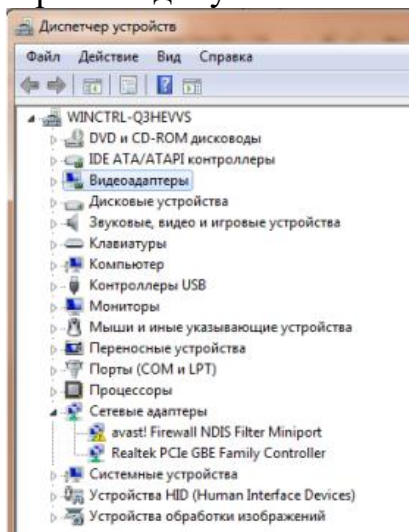 Диспетчер устройств
Файл Действие Вид Справка
WINCTRL-Q3HEVVS
DVD и CD-ROM дисководы
IDE ATA/ATAPI контроллеры
Видеоадаптеры
Дисковые устройства
Звуковые, видео и игровые устройства
Клавиатуры
Компьютер
Контроллеры USB
Мониторы
Мыши и иные указывающие устройства
Переносные устройства
Порты (COM и LPT)
Процессоры
Сетевые адаптеры
avast! Firewall NDIS Filter Miniport
Realtek PCIe GBE Family Controller
Системные устройства
Устройства HID (Human Interface Devices)
Устройства обработки изображений